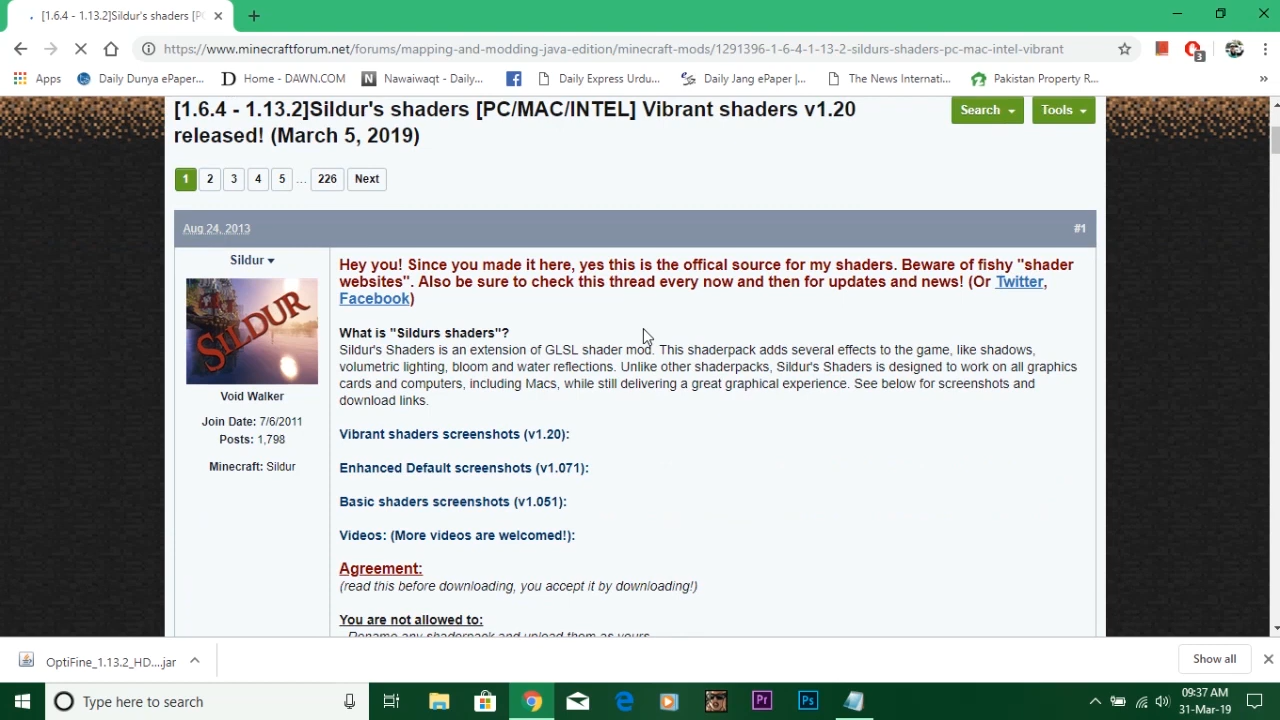 [1.6.4 - 1.13.2]Sildur's shaders [P
https://www.minecraftforum.net/forums/mapping-and-modding-java-edition/minecraft-mods/1291396-1-6-4-1-13-2-sildurs-shaders-pc-mac-intel-vibrant
3
Apps Daily Dunya ePaper... D Home - DAWN.COM N Nawaiwaqt - Daily... f Daily Express Urdu... Daily Jang ePaper |... The News Internati... Pakistan Property R... »
[1.6.4 - 1.13.2]Sildur's shaders [PC/MAC/INTEL] Vibrant shaders v1.20
released! (March 5, 2019)
Search Tools
1 2 3 4 5 ... 226 Next
Aug 24, 2013 #1
Sildur
SILDUR
Void Walker
Join Date: 7/6/2011
Posts: 1,798
Minecraft: Sildur
Hey you! Since you made it here, yes this is the offical source for my shaders. Beware of fishy "shader
websites". Also be sure to check this thread every now and then for updates and news! (Or Twitter,
Facebook)
What is "Sildurs shaders"?
Sildur's Shaders is an extension of GLSL shader mod. This shaderpack adds several effects to the game, like shadows,
volumetric lighting, bloom and water reflections. Unlike other shaderpacks, Sildur's Shaders is designed to work on all graphics
cards and computers, including Macs, while still delivering a great graphical experience. See below for screenshots and
download links.
Vibrant shaders screenshots (v1.20):
Enhanced Default screenshots (v1.071):
Basic shaders screenshots (v1.051):
Videos: (More videos are welcomed!):
Agreement:
(read this before downloading, you accept it by downloading!)
You are not allowed to:
- Rename any shaderpack and upload them as yours
OptiFine_1.13.2_HD....jar
Show all
Type here to search
Pr
Ps
09:37 AM
31-Mar-19